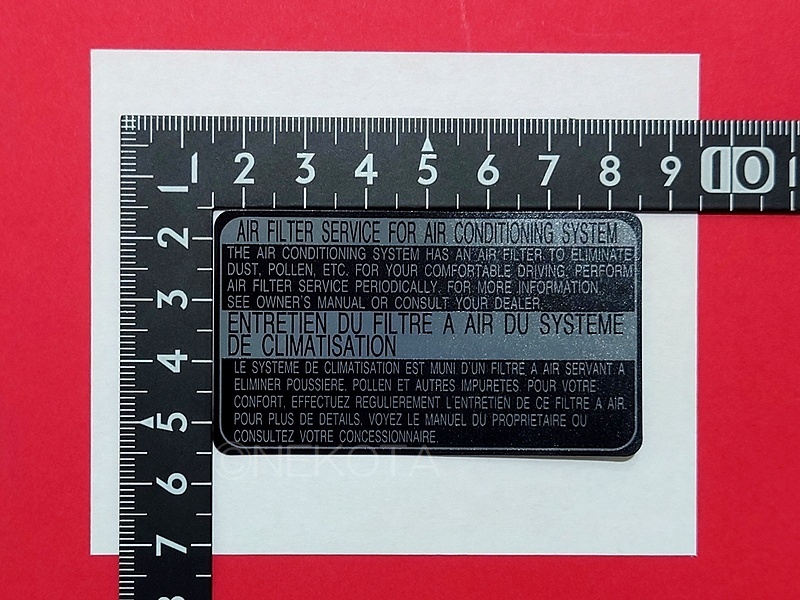 1 2 3 4 5 6 7 8 9 10
1
2
3
4
5
6
7
8
AIR FILTER SERVICE FOR AIR CONDITIONING SYSTEM
THE AIR CONDITIONING SYSTEM HAS AN AIR FILTER TO ELIMINATE
DUST, POLLEN, ETC. FOR YOUR COMFORTABLE DRIVING, PERFORM
AIR FILTER SERVICE PERIODICALLY. FOR MORE INFORMATION,
SEE OWNER'S MANUAL OR CONSULT YOUR DEALER.
ENTRETIEN DU FILTRE A AIR DU SYSTEME
DE CLIMATISATION
LE SYSTEME DE CLIMATISATION EST MUNI D'UN FILTRE A AIR SERVANT A
ELIMINER POUSSIERE, POLLEN ET AUTRES IMPURETES. POUR VOTRE
CONFORT, EFFECTUEZ REGULIEREMENT L'ENTRETIEN DE CE FILTRE A AIR.
POUR PLUS DE DETAILS, VOYEZ LE MANUEL DU PROPRIETAIRE OU
CONSULTEZ VOTRE CONCESSIONNAIRE.
©NEKOTA